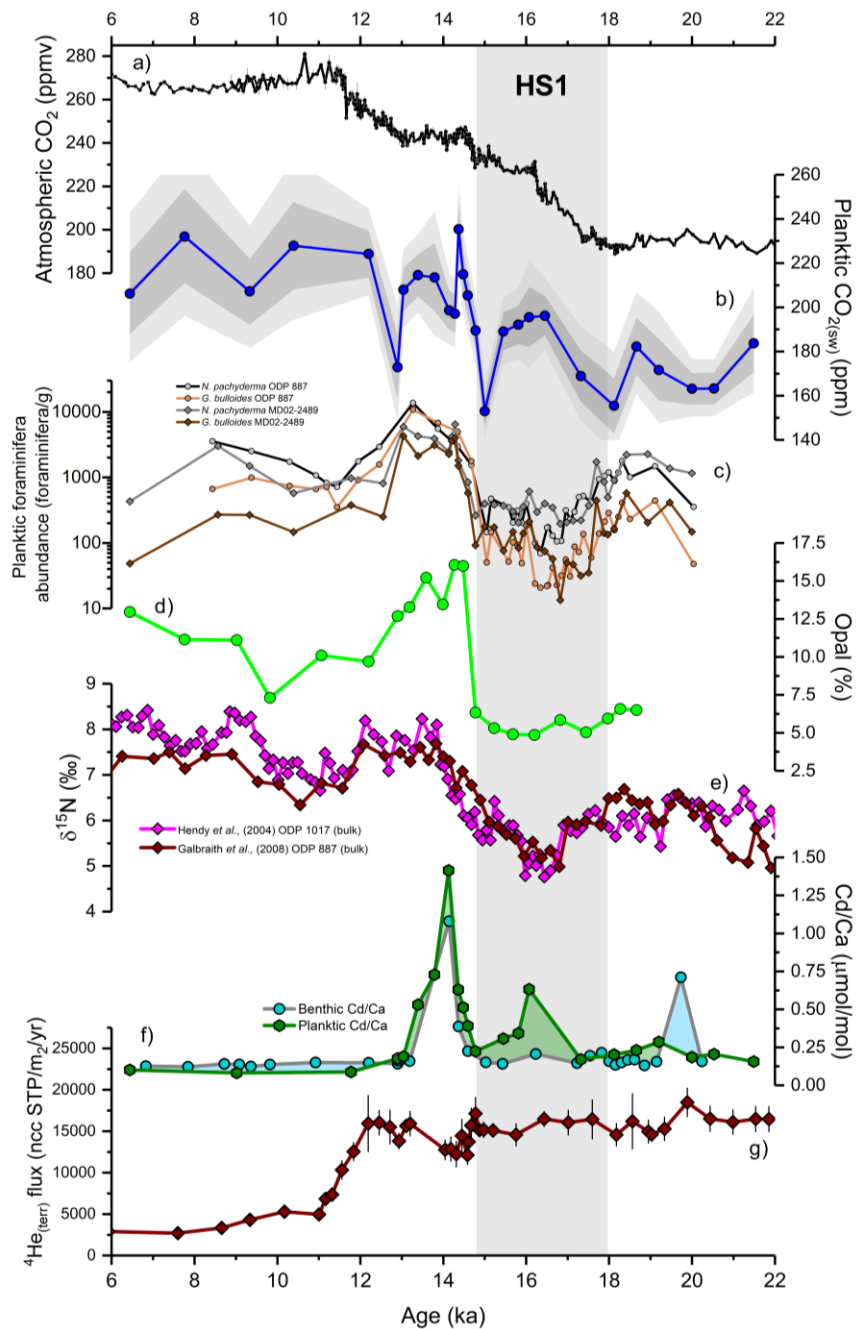 6 8 10 12 14 16 18 20 22
a)
HS1
Atmospheric CO2 (ppmv)
280
260
240
220
200
180
Planktic CO2(sw) (ppm)
260
240
220
200
180
160
140
b)
N. pachyderma ODP 887
G. bulloides ODP 887
N. pachyderma MD02-2489
G. bulloides MD02-2489
Planktic foraminifera
abundance (foraminifera/g)
10000
1000
100
10
c)
d)
Opal (%)
17.5
15.0
12.5
10.0
7.5
5.0
2.5
δ15N (‰)
9
8
7
6
5
4
e)
Hendy et al., (2004) ODP 1017 (bulk)
Galbraith et al., (2008) ODP 887 (bulk)
Cd/Ca (μmol/mol)
1.50
1.25
1.00
0.75
0.50
0.25
0.00
Benthic Cd/Ca
Planktic Cd/Ca
f)
4He(terr) flux (ncc STP/m2/yr)
25000
20000
15000
10000
5000
0
g)
6 8 10 12 14 16 18 20 22
Age (ka)